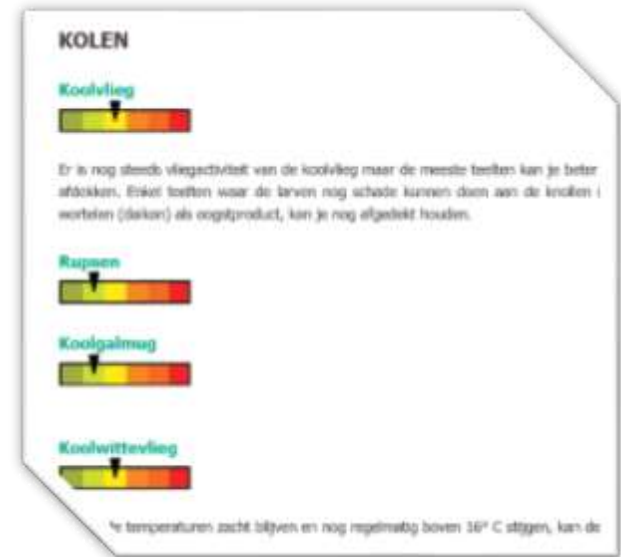 KOLEN
Koolvlieg
Er is nog steeds vliegactiviteit van de koolvlieg maar de meeste teelten kan je beter
afdekken. Enkel teelten waar de larven nog schade kunnen doen aan de knollen i
wortelen (daikon) als oogstproduct, kan je nog afgedekt houden.
Rupsen
Koolgalmug
Koolwittevlieg
temperaturen zacht blijven en nog regelmatig boven 16° C stijgen, kan de